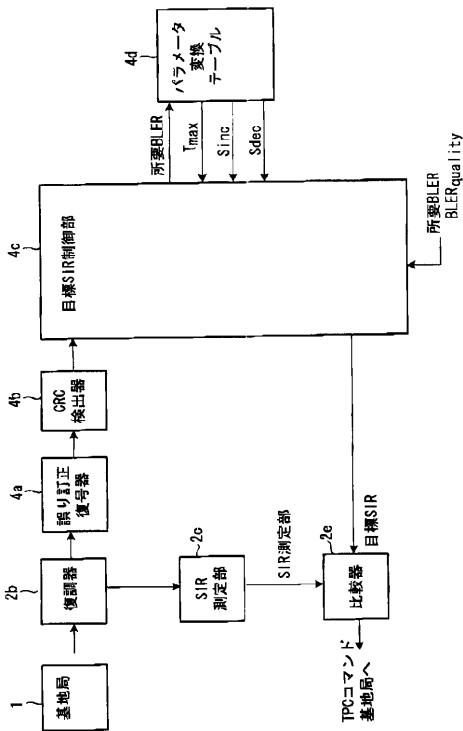 1
基地局
2b
復調器
4a
誤り訂正
復号器
4b
CRC
検出器
4c
目標SIR制御部
4d
パラメータ
変換
テーブル
所要BLER
Tmax
Sinc
Sdec
所要BLER
BLERquality
2c
SIR
測定部
SIR測定部
2e
比較器
目標SIR
TPCコマンド
基地局へ